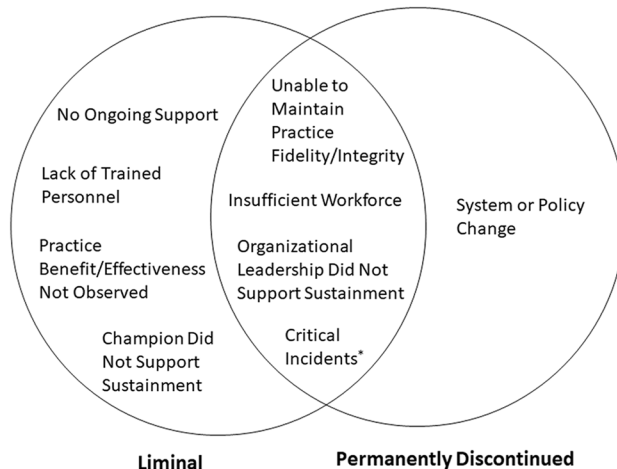 No Ongoing Support
Lack of Trained
Personnel
Practice
Benefit/Effectiveness
Not Observed
Champion Did
Not Support
Sustainment
Unable to
Maintain
Practice
Fidelity/Integrity
Insufficient Workforce
Organizational
Leadership Did Not
Support Sustainment
Critical
Incidents*
System or Policy
Change
Liminal
Permanently Discontinued